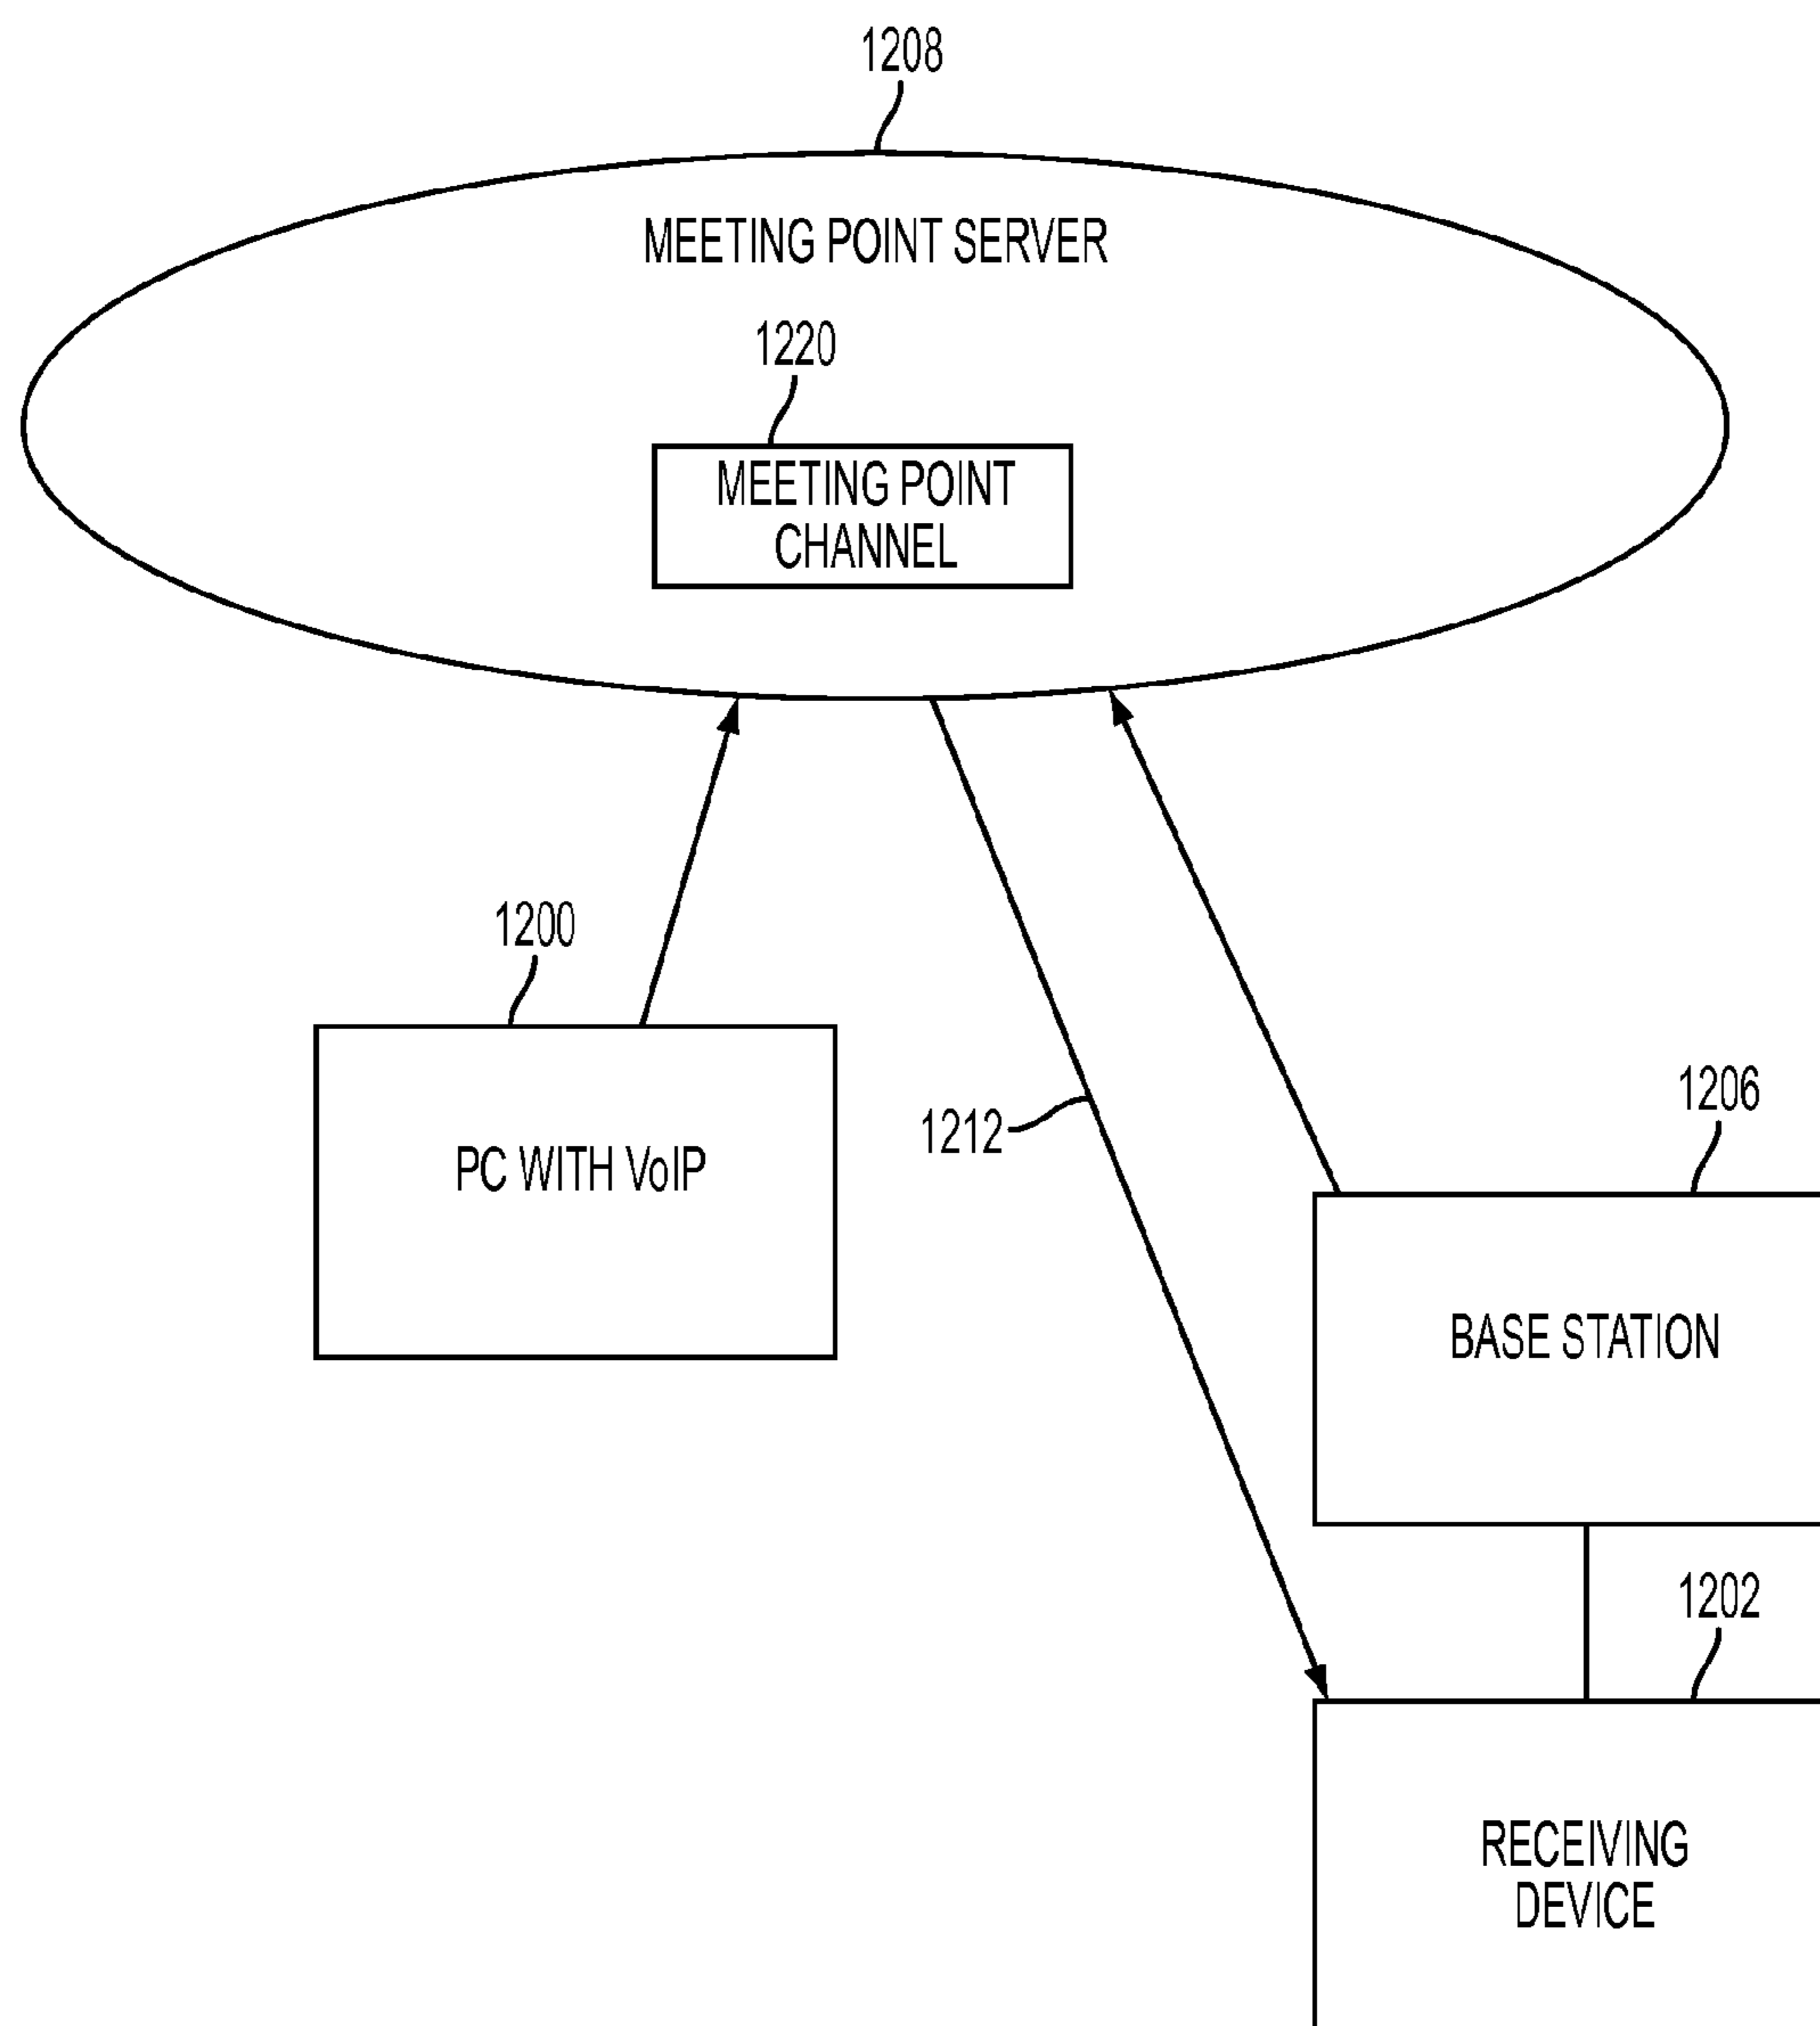 1208
MEETING POINT SERVER
1220
MEETING POINT
CHANNEL
1200
PC WITH VoIP
1212
1206
BASE STATION
1202
RECEIVING
DEVICE